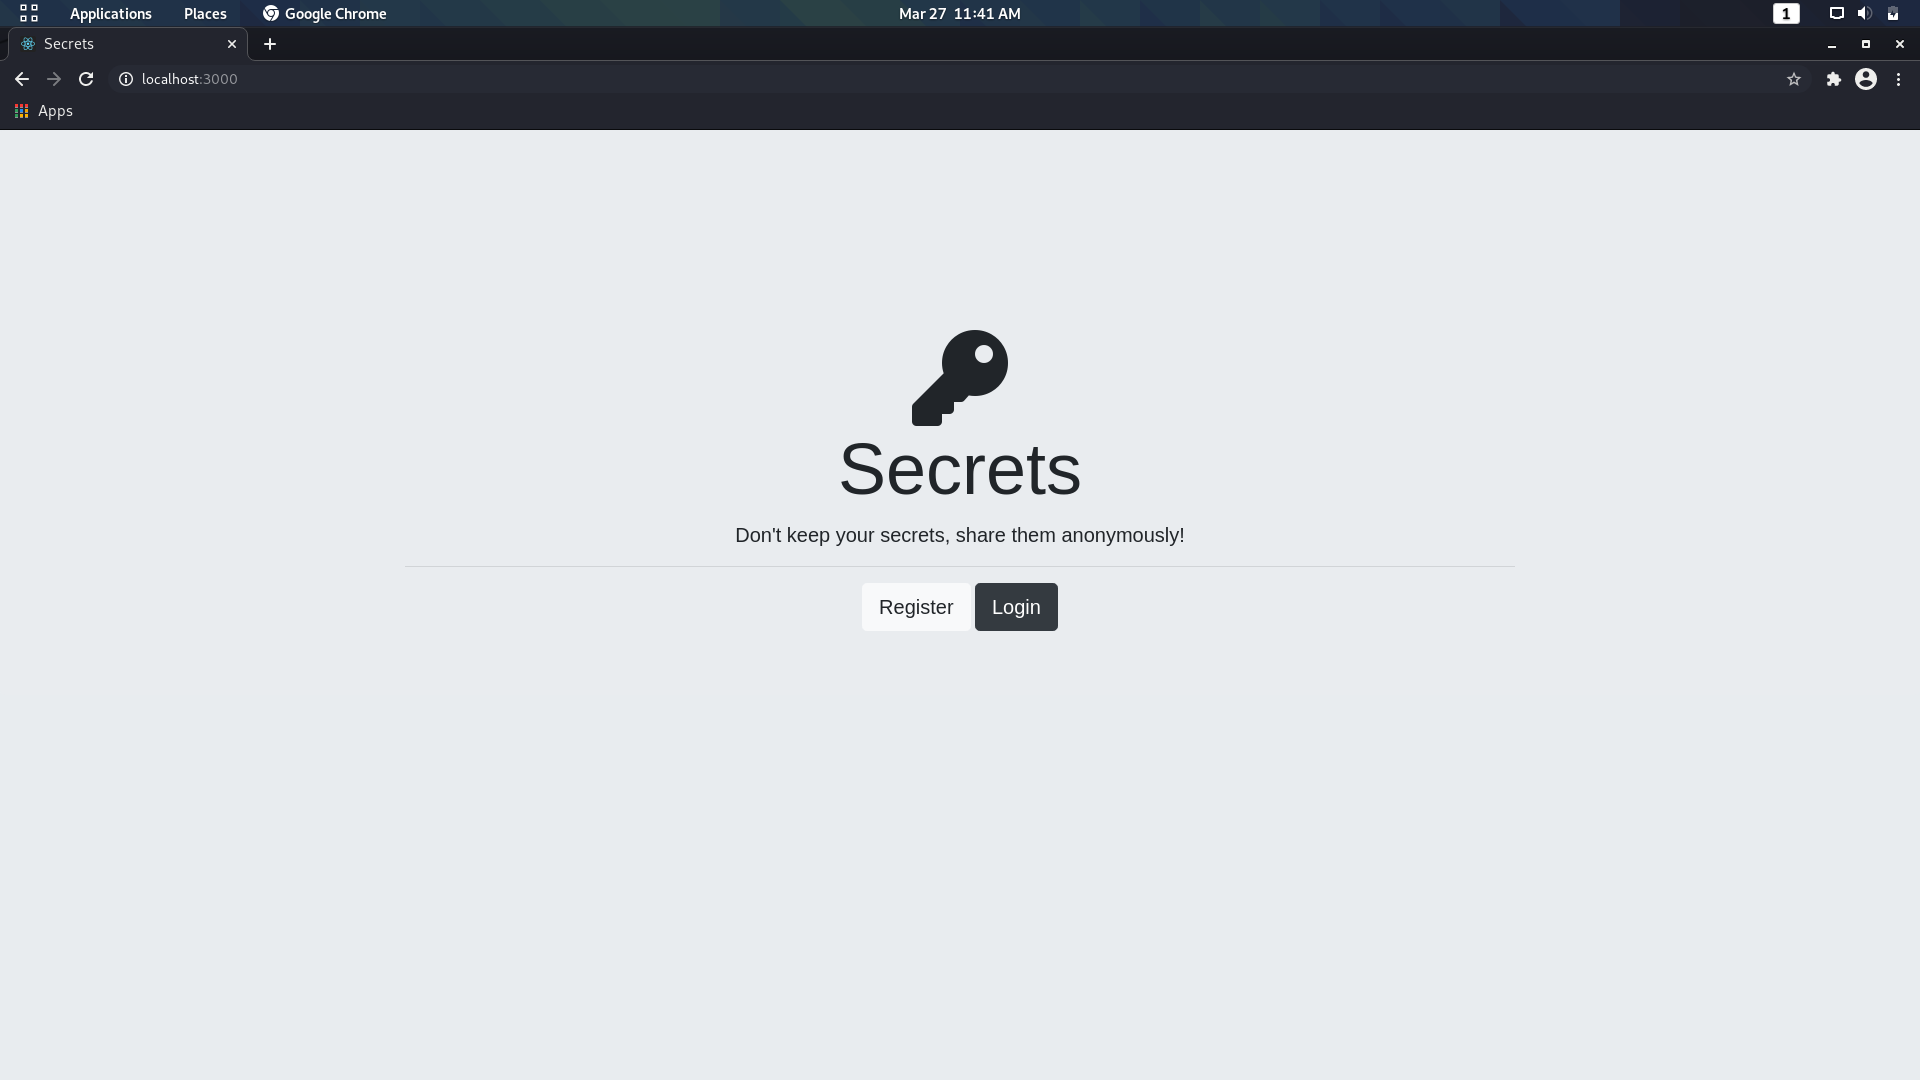 Applications Places Google Chrome Mar 27 11:41 AM 1
Secrets
localhost:3000
Apps
Secrets
Don't keep your secrets, share them anonymously!
Register Login